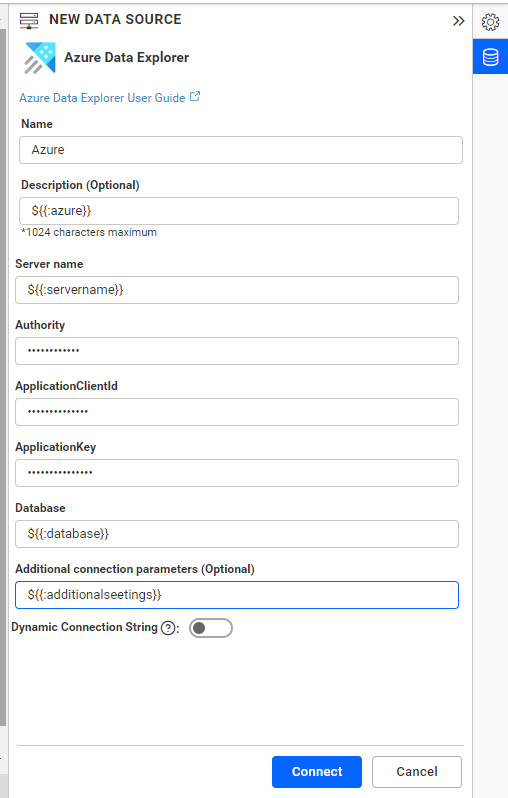 NEW DATA SOURCE
Azure Data Explorer
Azure Data Explorer User Guide
Name
Azure
Description (Optional)
${{:azure}}
*1024 characters maximum
Server name
${{:servername}}
Authority
••••••••••••
ApplicationClientId
••••••••••••••
ApplicationKey
•••••••••••••••
Database
${{:database}}
Additional connection parameters (Optional)
${{:additionalseetings}}
Dynamic Connection String ? :
Connect Cancel